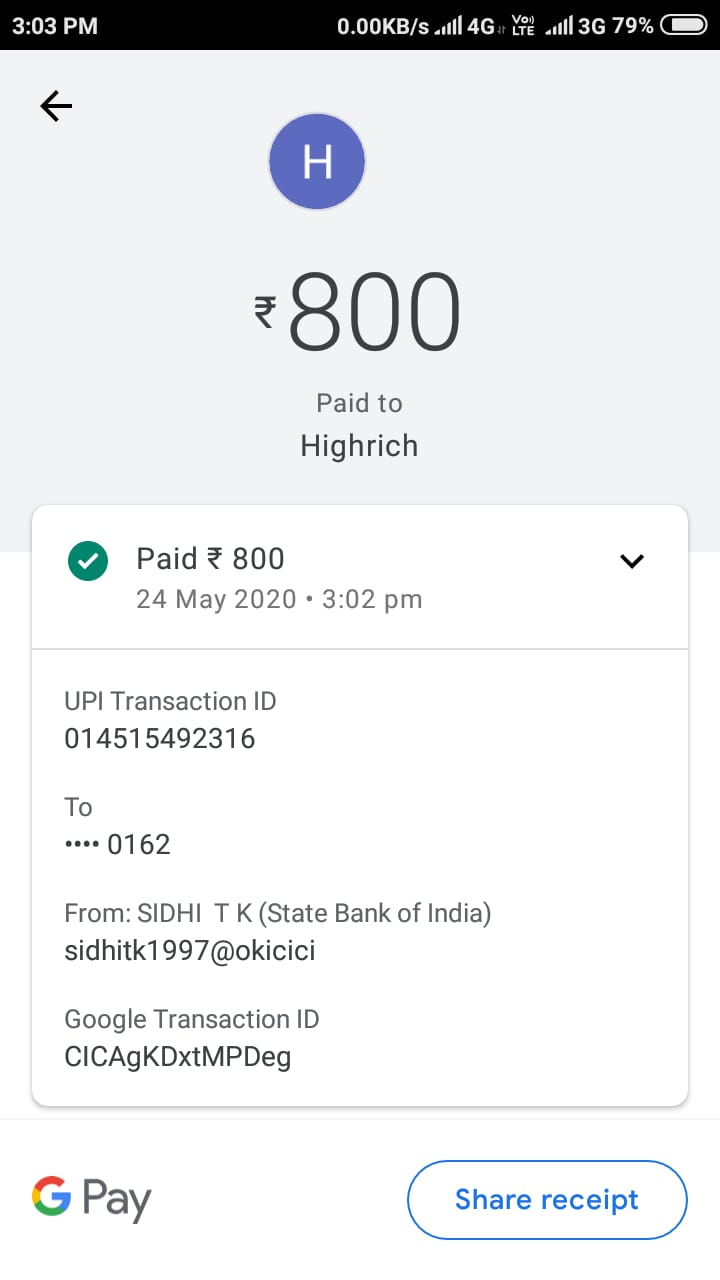 3:03 PM 0.00KB/s 4G VoLTE 3G 79%
H
₹800
Paid to
Highrich
Paid ₹ 800
24 May 2020 • 3:02 pm
UPI Transaction ID
014515492316
To
•••• 0162
From: SIDHI T K (State Bank of India)
sidhitk1997@okicici
Google Transaction ID
CICAgKDxtMPDeg
G Pay Share receipt